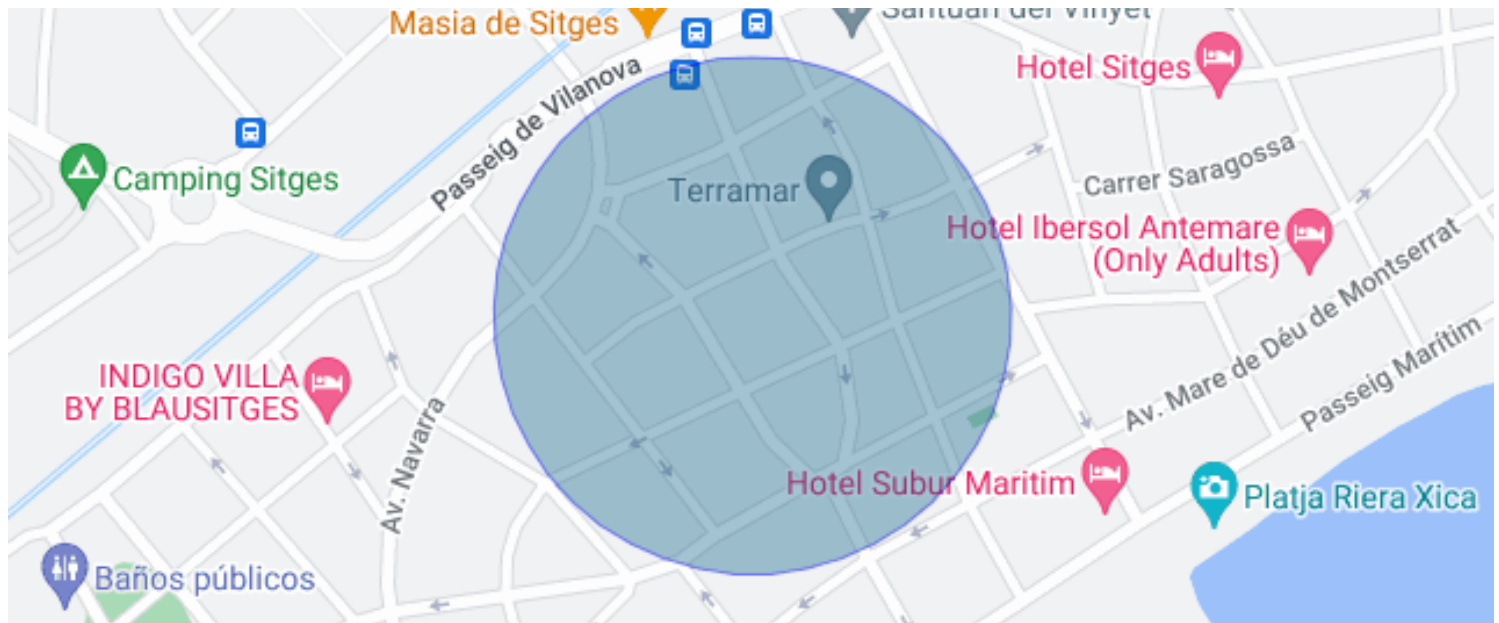 Masia de Sitges
Santuari del Vinyet
Hotel Sitges
Passeig de Vilanova
Camping Sitges
Carrer Saragossa
Terramar
Hotel Ibersol Antemare
(Only Adults)
Av. Mare de Déu de Montserrat
INDIGO VILLA
BY BLAUSITGES
Passeig Marítim
Av. Navarra
Hotel Subur Maritim
Platja Riera Xica
Baños públicos